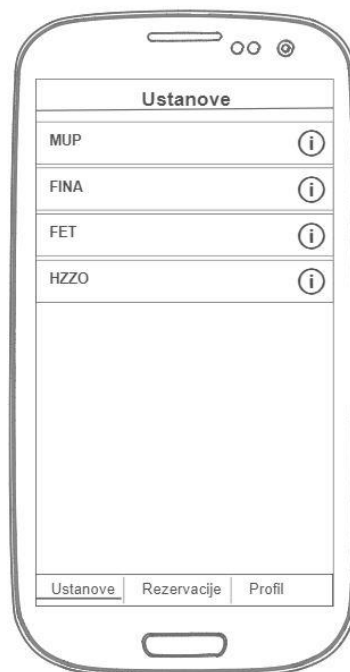 Ustanove
MUP
i
FINA
i
FET
i
HZZO
i
Ustanove Rezervacije Profil